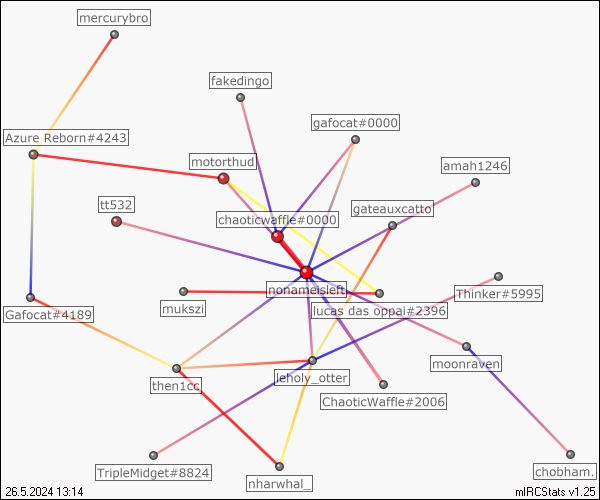 mercurybro
fakedingo
gafocat#0000
Azure Reborn#4243
motorthud
amah1246
tt532
chaoticwaffle#0000
gateauxcatto
nonameisleft
Thinker#5995
mukszi
lucas das oppai#2396
Gafocat#4189
moonraven
leholy_otter
then1cc
ChaoticWaffle#2006
TripleMidget#8824
chobham.
nharwhal_
26.5.2024 13:14
mIRCStats v1.25